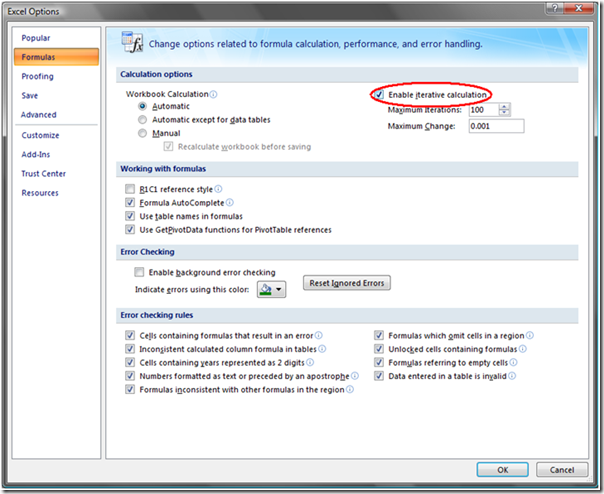 Excel Options
Popular
Formulas
Proofing
Save
Advanced
Customize
Add-Ins
Trust Center
Resources
Change options related to formula calculation, performance, and error handling.
Calculation options
Workbook Calculation
Automatic
Automatic except for data tables
Manual
Recalculate workbook before saving
Enable iterative calculation
Maximum Iterations: 100
Maximum Change: 0.001
Working with formulas
R1C1 reference style
Formula AutoComplete
Use table names in formulas
Use GetPivotData functions for PivotTable references
Error Checking
Enable background error checking
Indicate errors using this color:
Reset Ignored Errors
Error checking rules
Cells containing formulas that result in an error
Inconsistent calculated column formula in tables
Cells containing years represented as 2 digits
Numbers formatted as text or preceded by an apostrophe
Formulas inconsistent with other formulas in the region
Formulas which omit cells in a region
Unlocked cells containing formulas
Formulas referring to empty cells
Data entered in a table is invalid
OK
Cancel